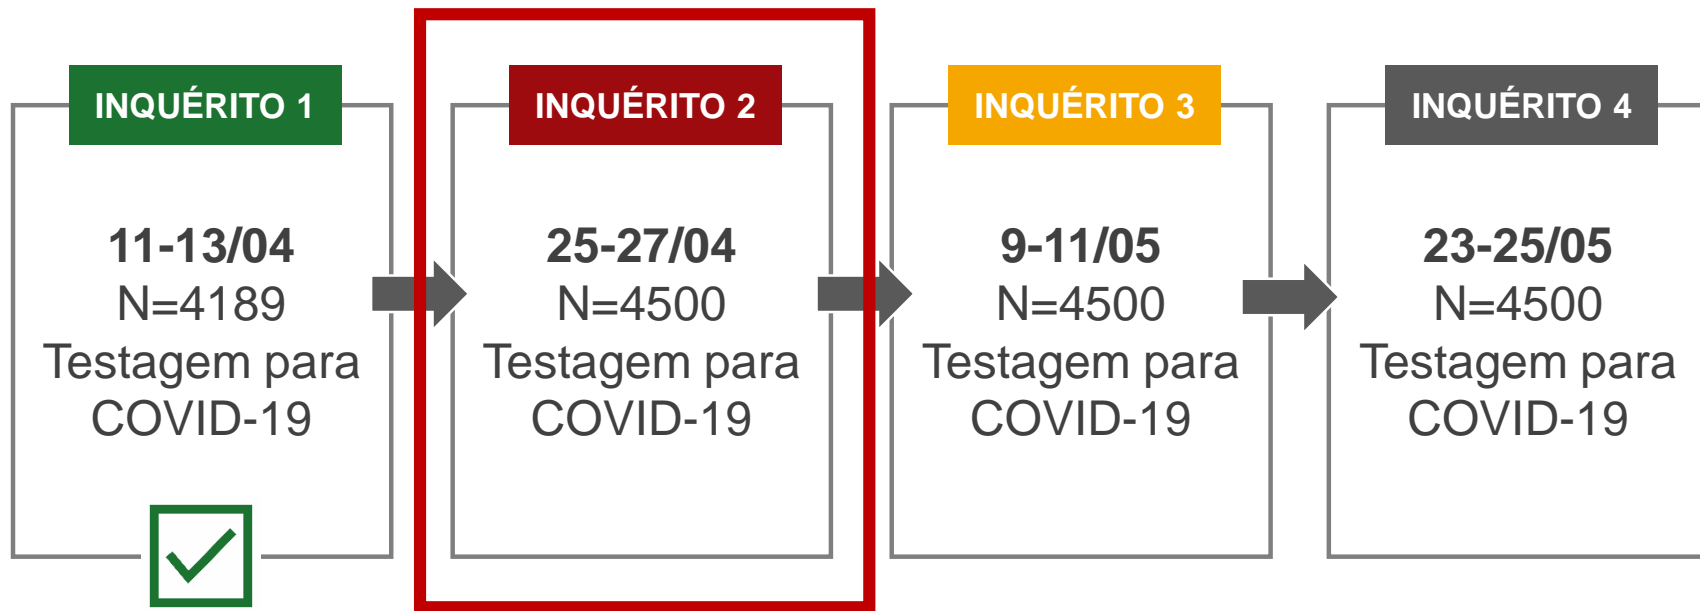 INQUÉRITO 1
11-13/04
N=4189
Testagem para
COVID-19
INQUÉRITO 2
25-27/04
N=4500
Testagem para
COVID-19
INQUÉRITO 3
9-11/05
N=4500
Testagem para
COVID-19
INQUÉRITO 4
23-25/05
N=4500
Testagem para
COVID-19